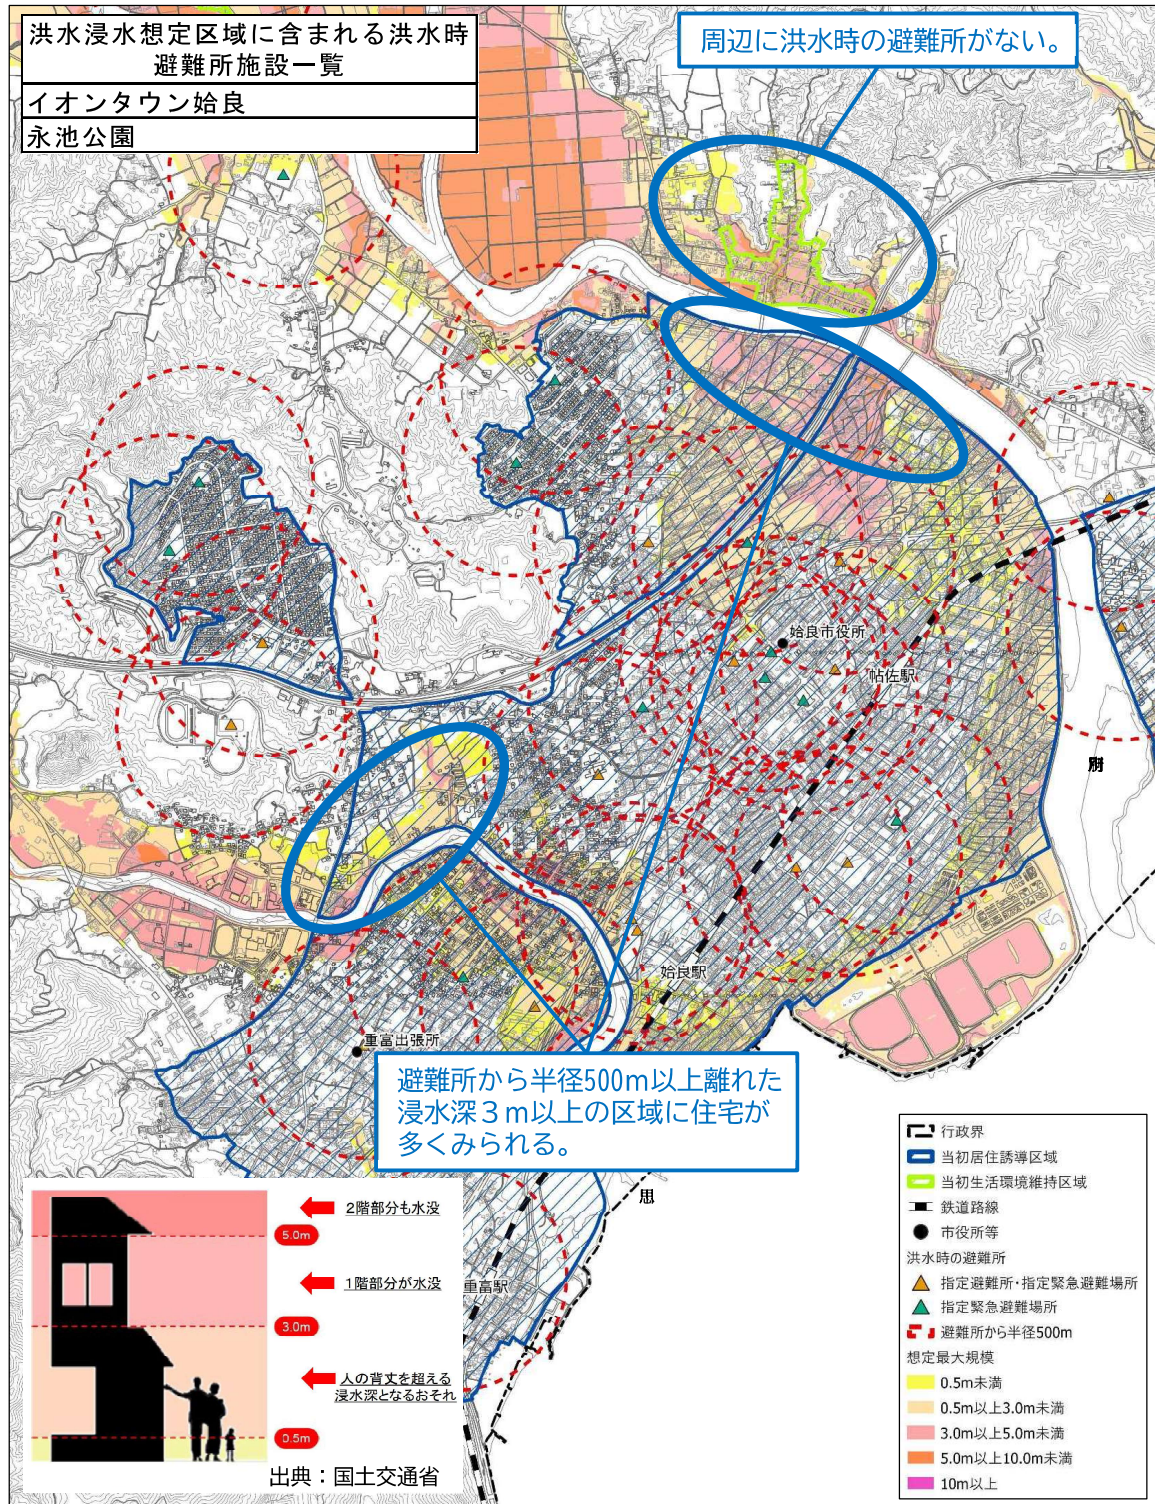 洪水浸水想定区域に含まれる洪水時
避難所施設一覧
イオンタウン姶良
永池公園
周辺に洪水時の避難所がない。
姶良市役所
帖佐駅
姶良駅
重富出張所
避難所から半径500m以上離れた
浸水深３ｍ以上の区域に住宅が
多くみられる。
重富駅
2階部分も水没
5.0m
1階部分が水没
3.0m
人の背丈を超える
浸水深となるおそれ
0.5m
出典：国土交通省
行政界
当初居住誘導区域
当初生活環境維持区域
鉄道路線
市役所等
洪水時の避難所
指定避難所・指定緊急避難場所
指定緊急避難場所
避難所から半径500m
想定最大規模
0.5m未満
0.5m以上3.0m未満
3.0m以上5.0m未満
5.0m以上10.0m未満
10m以上